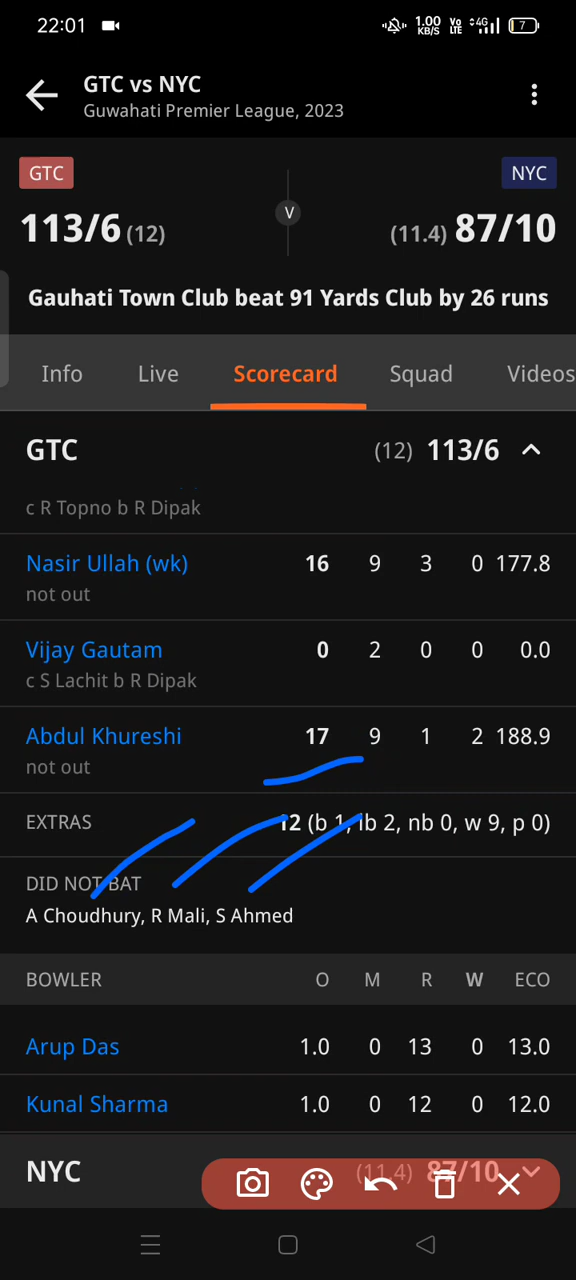 22:01 1.00 KB/S Vo LTE 4G 7
GTC vs NYC
Guwahati Premier League, 2023
GTC V NYC
113/6 (12) (11.4) 87/10
Gauhati Town Club beat 91 Yards Club by 26 runs
Info Live Scorecard Squad Videos
GTC (12) 113/6
c R Topno b R Dipak
Nasir Ullah (wk) 16 9 3 0 177.8
not out
Vijay Gautam 0 2 0 0 0.0
c S Lachit b R Dipak
Abdul Khureshi 17 9 1 2 188.9
not out
EXTRAS 12 (b 1, lb 2, nb 0, w 9, p 0)
DID NOT BAT
A Choudhury, R Mali, S Ahmed
BOWLER O M R W ECO
Arup Das 1.0 0 13 0 13.0
Kunal Sharma 1.0 0 12 0 12.0
NYC (11.4) 87/10